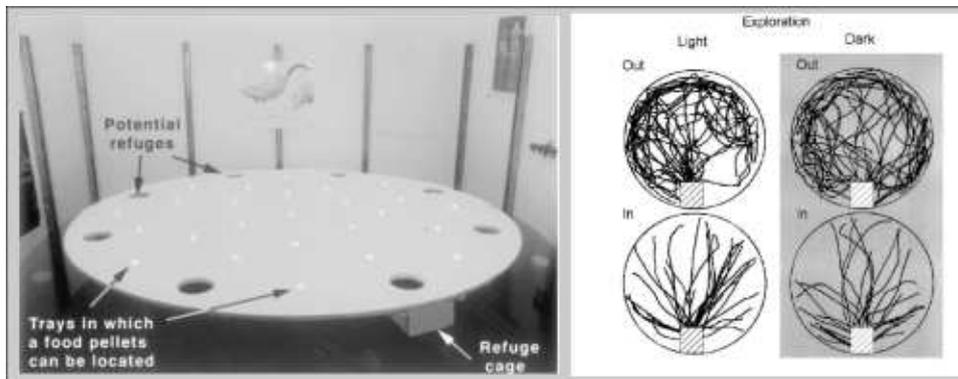 Potential
refuges
Trays in which
a food pellets
can be located
Refuge
cage
Exploration
Light
Dark
Out
Out
In
In